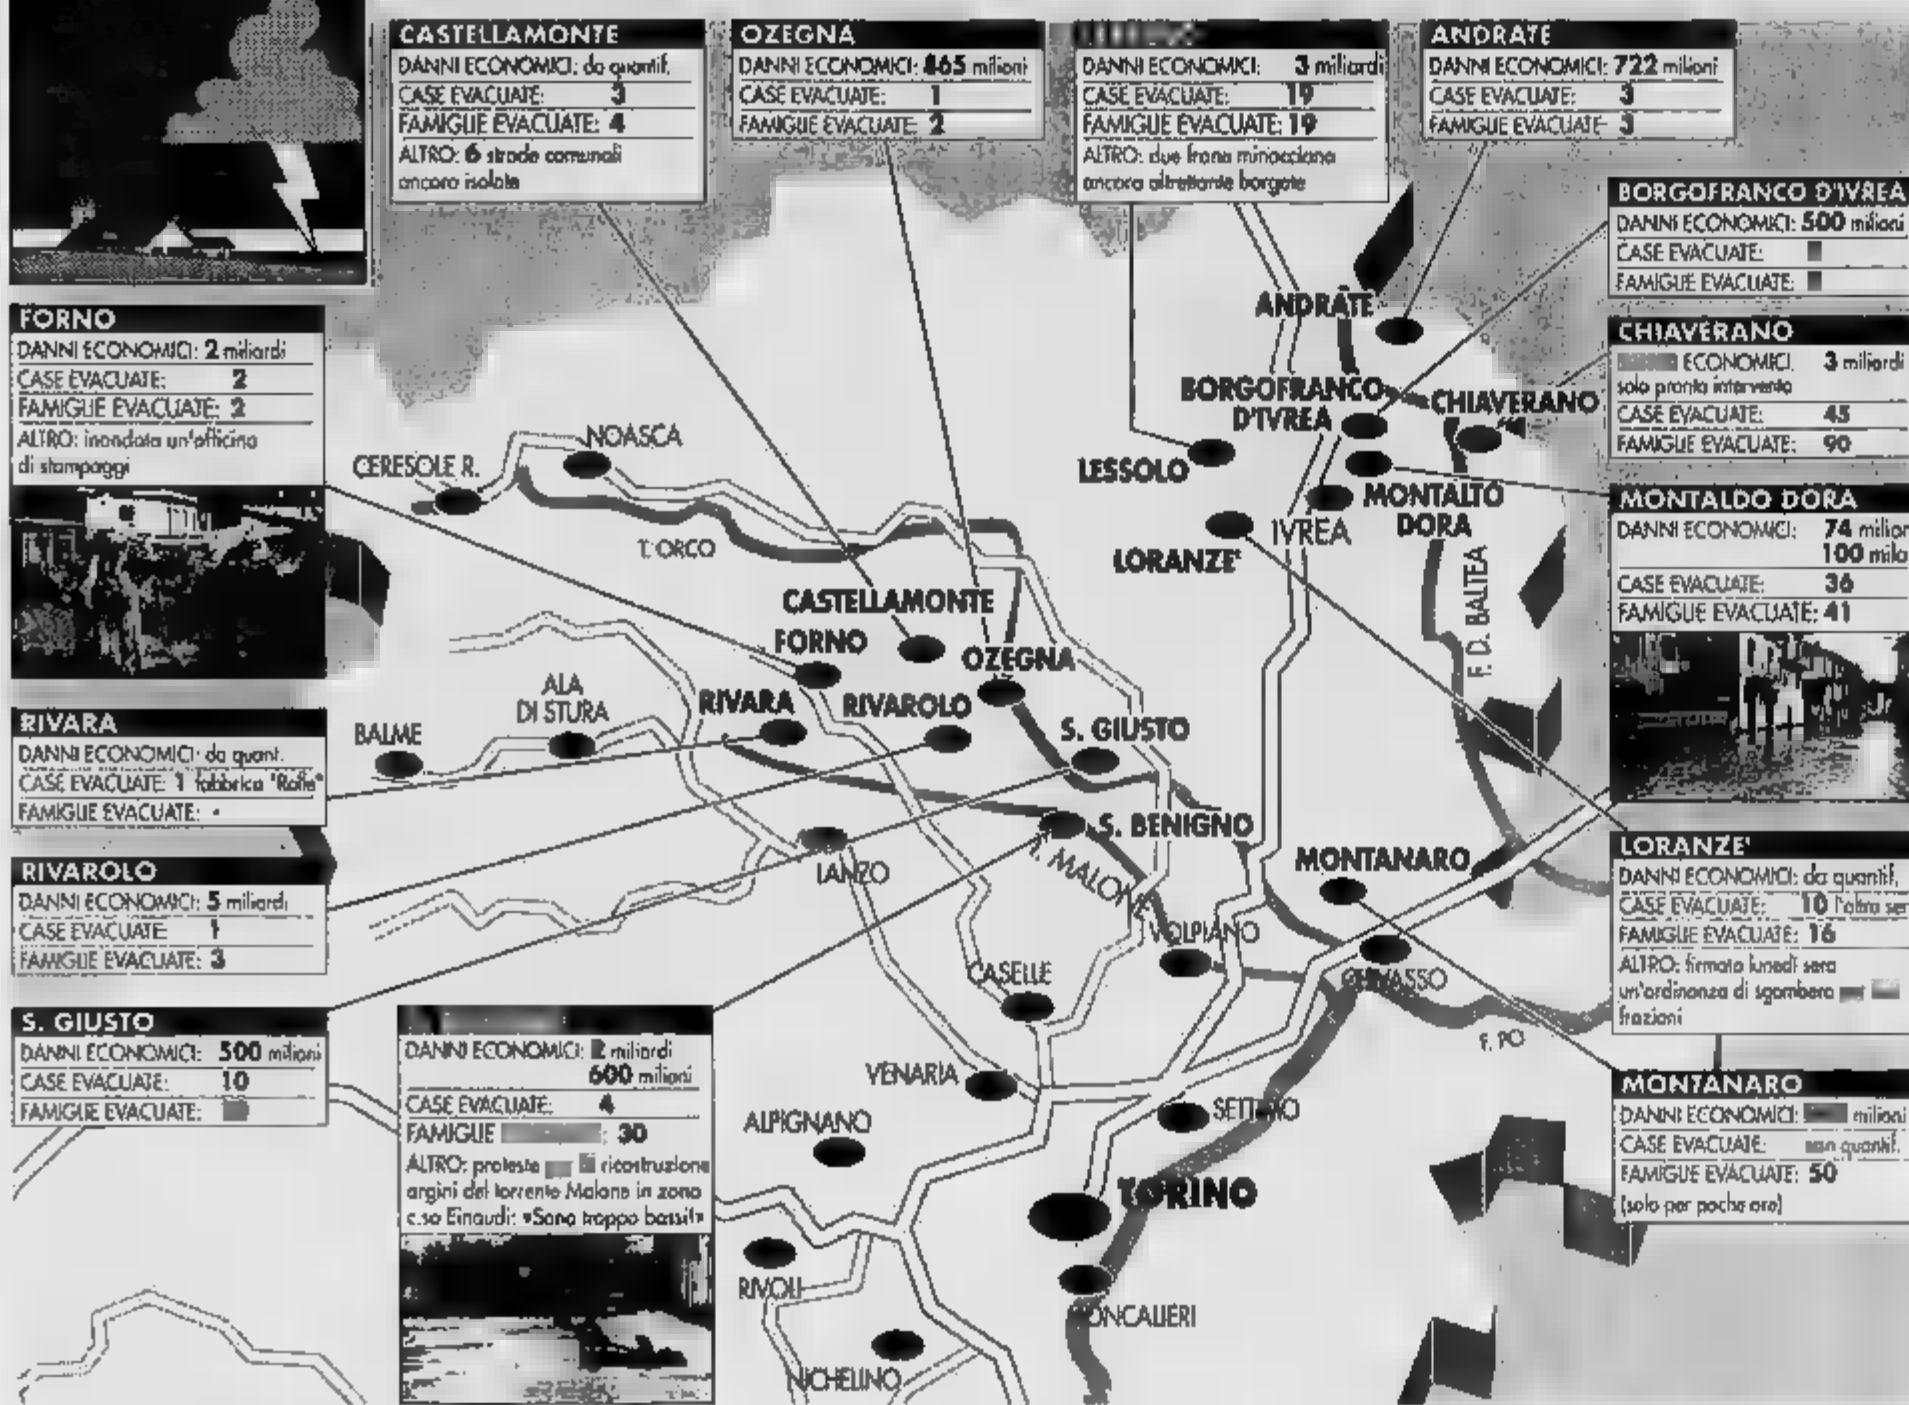 CASTELLAMONTE
DANNI ECONOMICI: da quantif.
CASE EVACUATE: 3
FAMIGLIE EVACUATE: 4
ALTRO: 6 strade comunali
ancora isolate
OZEGNA
DANNI ECONOMICI: 465 milioni
CASE EVACUATE: 1
FAMIGLIE EVACUATE: 2
DANNI ECONOMICI: 3 miliardi
CASE EVACUATE: 19
FAMIGLIE EVACUATE: 19
ALTRO: due frane minacciano
ancora altrettante borgate
ANDRATE
DANNI ECONOMICI: 722 milioni
CASE EVACUATE: 3
FAMIGLIE EVACUATE 3
BORGOFRANCO D'IVREA
DANNI ECONOMICI: 500 milioni
CASE EVACUATE:
FAMIGLIE EVACUATE:
CHIAVERANO
ECONOMICI. 3 miliardi
solo pronto intervento
CASE EVACUATE: 45
FAMIGLIE EVACUATE: 90
MONTALDO DORA
DANNI ECONOMICI: 74 miliar
100 mila
CASE EVACUATE: 36
FAMIGLIE EVACUATE: 41
LORANZE'
DANNI ECONOMICI: da quantif.
CASE EVACUATE: 10 l'altra ser
FAMIGLIE EVACUATE: 16
ALTRO: firmata lunedì sera
un'ordinanza di sgombero
frazioni
MONTANARO
DANNI ECONOMICI: milioni
CASE EVACUATE: non quantif.
FAMIGLIE EVACUATE: 50
(solo per poche ore)
FORNO
DANNI ECONOMICI: 2 miliardi
CASE EVACUATE: 2
FAMIGLIE EVACUATE: 2
ALTRO: inondata un'officina
di stampaggi
RIVARA
DANNI ECONOMICI: da quant.
CASE EVACUATE: 1 fabbrica
FAMIGLIE EVACUATE: -
RIVAROLO
DANNI ECONOMICI: 5 miliardi
CASE EVACUATE 1
FAMIGLIE EVACUATE: 3
S. GIUSTO
DANNI ECONOMICI: 500 milioni
CASE EVACUATE: 10
FAMIGLIE EVACUATE:
DANNI ECONOMICI: 2 miliardi
600 milioni
CASE EVACUATE: 4
FAMIGLIE : 30
ALTRO: proteste ricostruzione
argini del torrente Malone in zona
c.so Einaudi: «Sono troppo bassi!»
ANDRATE
BORGOFRANCO
D'IVREA
CHIAVERANO
LESSOLO
MONTALTO
DORA
IVREA
LORANZE'
F. D. BALTEA
NOASCA
CERESOLE R.
T. ORCO
CASTELLAMONTE
FORNO
OZEGNA
RIVARA
RIVAROLO
S. GIUSTO
ALA
DI STURA
BALME
LANZO
S. BENIGNO
MONTANARO
VOLPIANO
CASELLE
F. PO
VENARIA
ALPIGNANO
TORINO
RIVOLI
NICHELINO